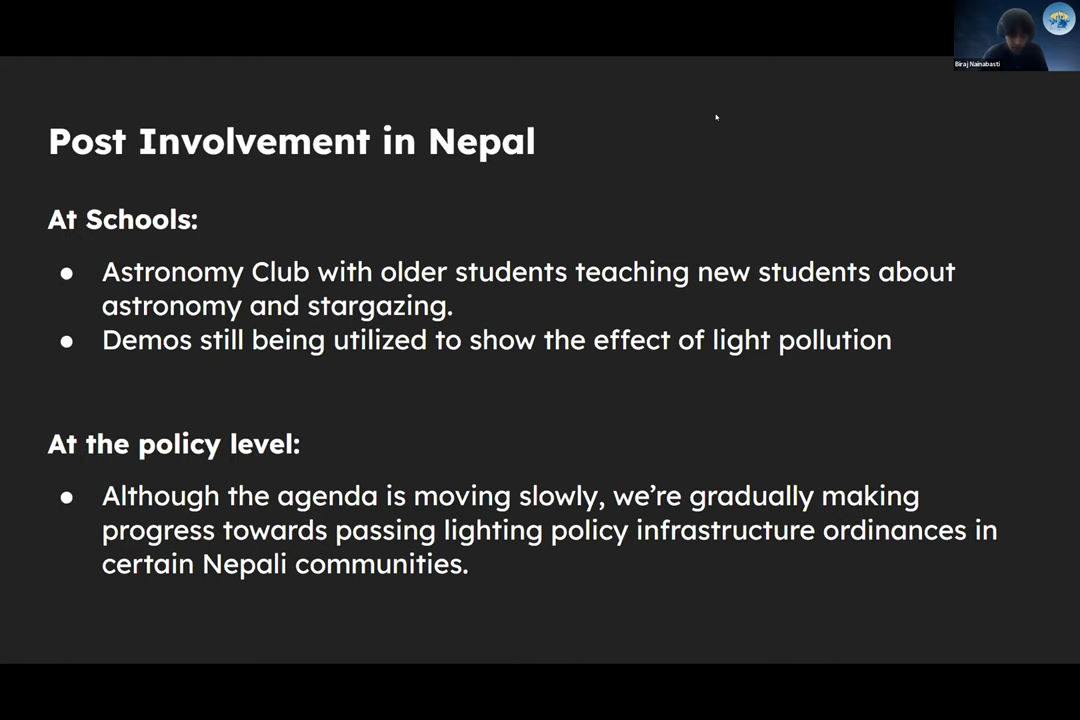 Biraj Nainabasti
Post Involvement in Nepal
At Schools:
● Astronomy Club with older students teaching new students about
astronomy and stargazing.
● Demos still being utilized to show the effect of light pollution
At the policy level:
● Although the agenda is moving slowly, we’re gradually making
progress towards passing lighting policy infrastructure ordinances in
certain Nepali communities.